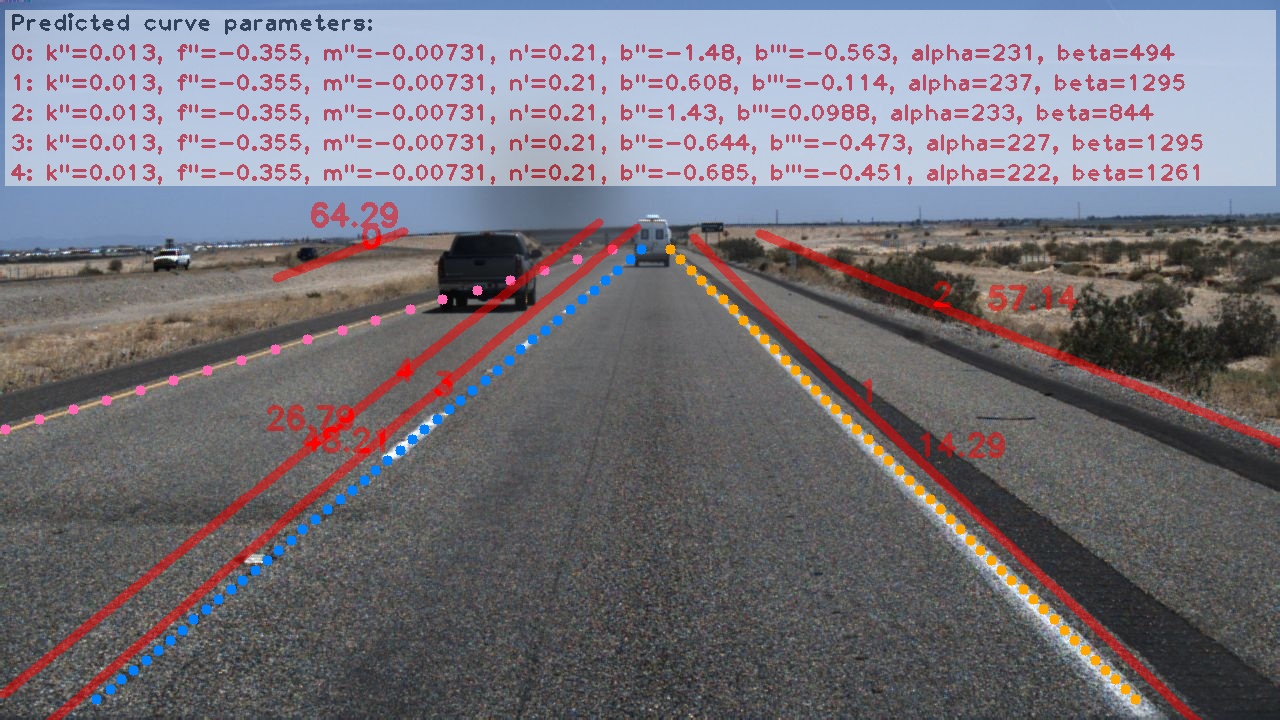 Predicted curve parameters:
0: k''=0.013, f''=-0.355, m''=-0.00731, n'=0.21, b''=-1.48, b'''=-0.563, alpha=231, beta=494
1: k''=0.013, f''=-0.355, m''=-0.00731, n'=0.21, b''=0.608, b'''=-0.114, alpha=237, beta=1295
2: k''=0.013, f''=-0.355, m''=-0.00731, n'=0.21, b''=1.43, b'''=0.0988, alpha=233, beta=844
3: k''=0.013, f''=-0.355, m''=-0.00731, n'=0.21, b''=-0.644, b'''=-0.473, alpha=227, beta=1295
4: k''=0.013, f''=-0.355, m''=-0.00731, n'=0.21, b''=-0.685, b'''=-0.451, alpha=222, beta=1261
64.29
0
2 57.14
4 3 1
26.79
14.29